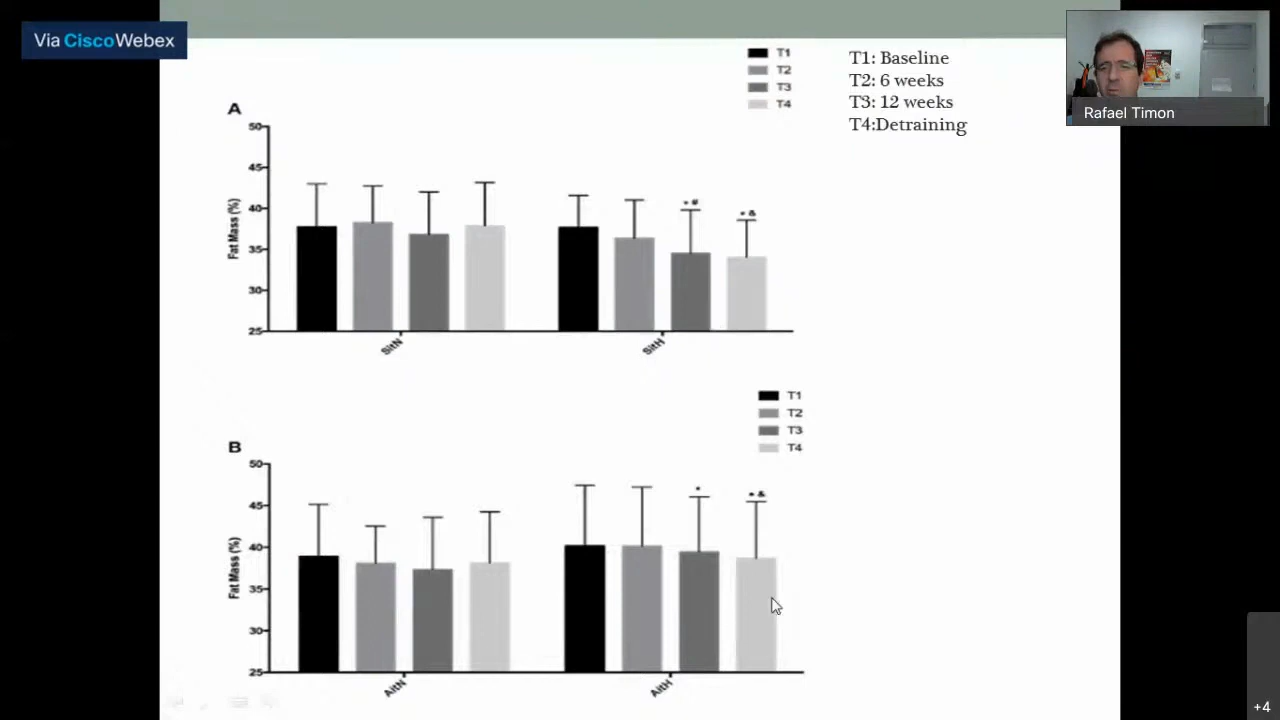 Via CiscoWebex
T1
T2
T3
T4
T1: Baseline
T2: 6 weeks
T3: 12 weeks
T4:Detraining
Rafael Timon
A
50
45
40
35
30
25
Fat Mass (%)
* #
* &
SitN
SitH
T1
T2
T3
T4
B
50
45
40
35
30
25
Fat Mass (%)
*
* &
AitN
AitH
+4